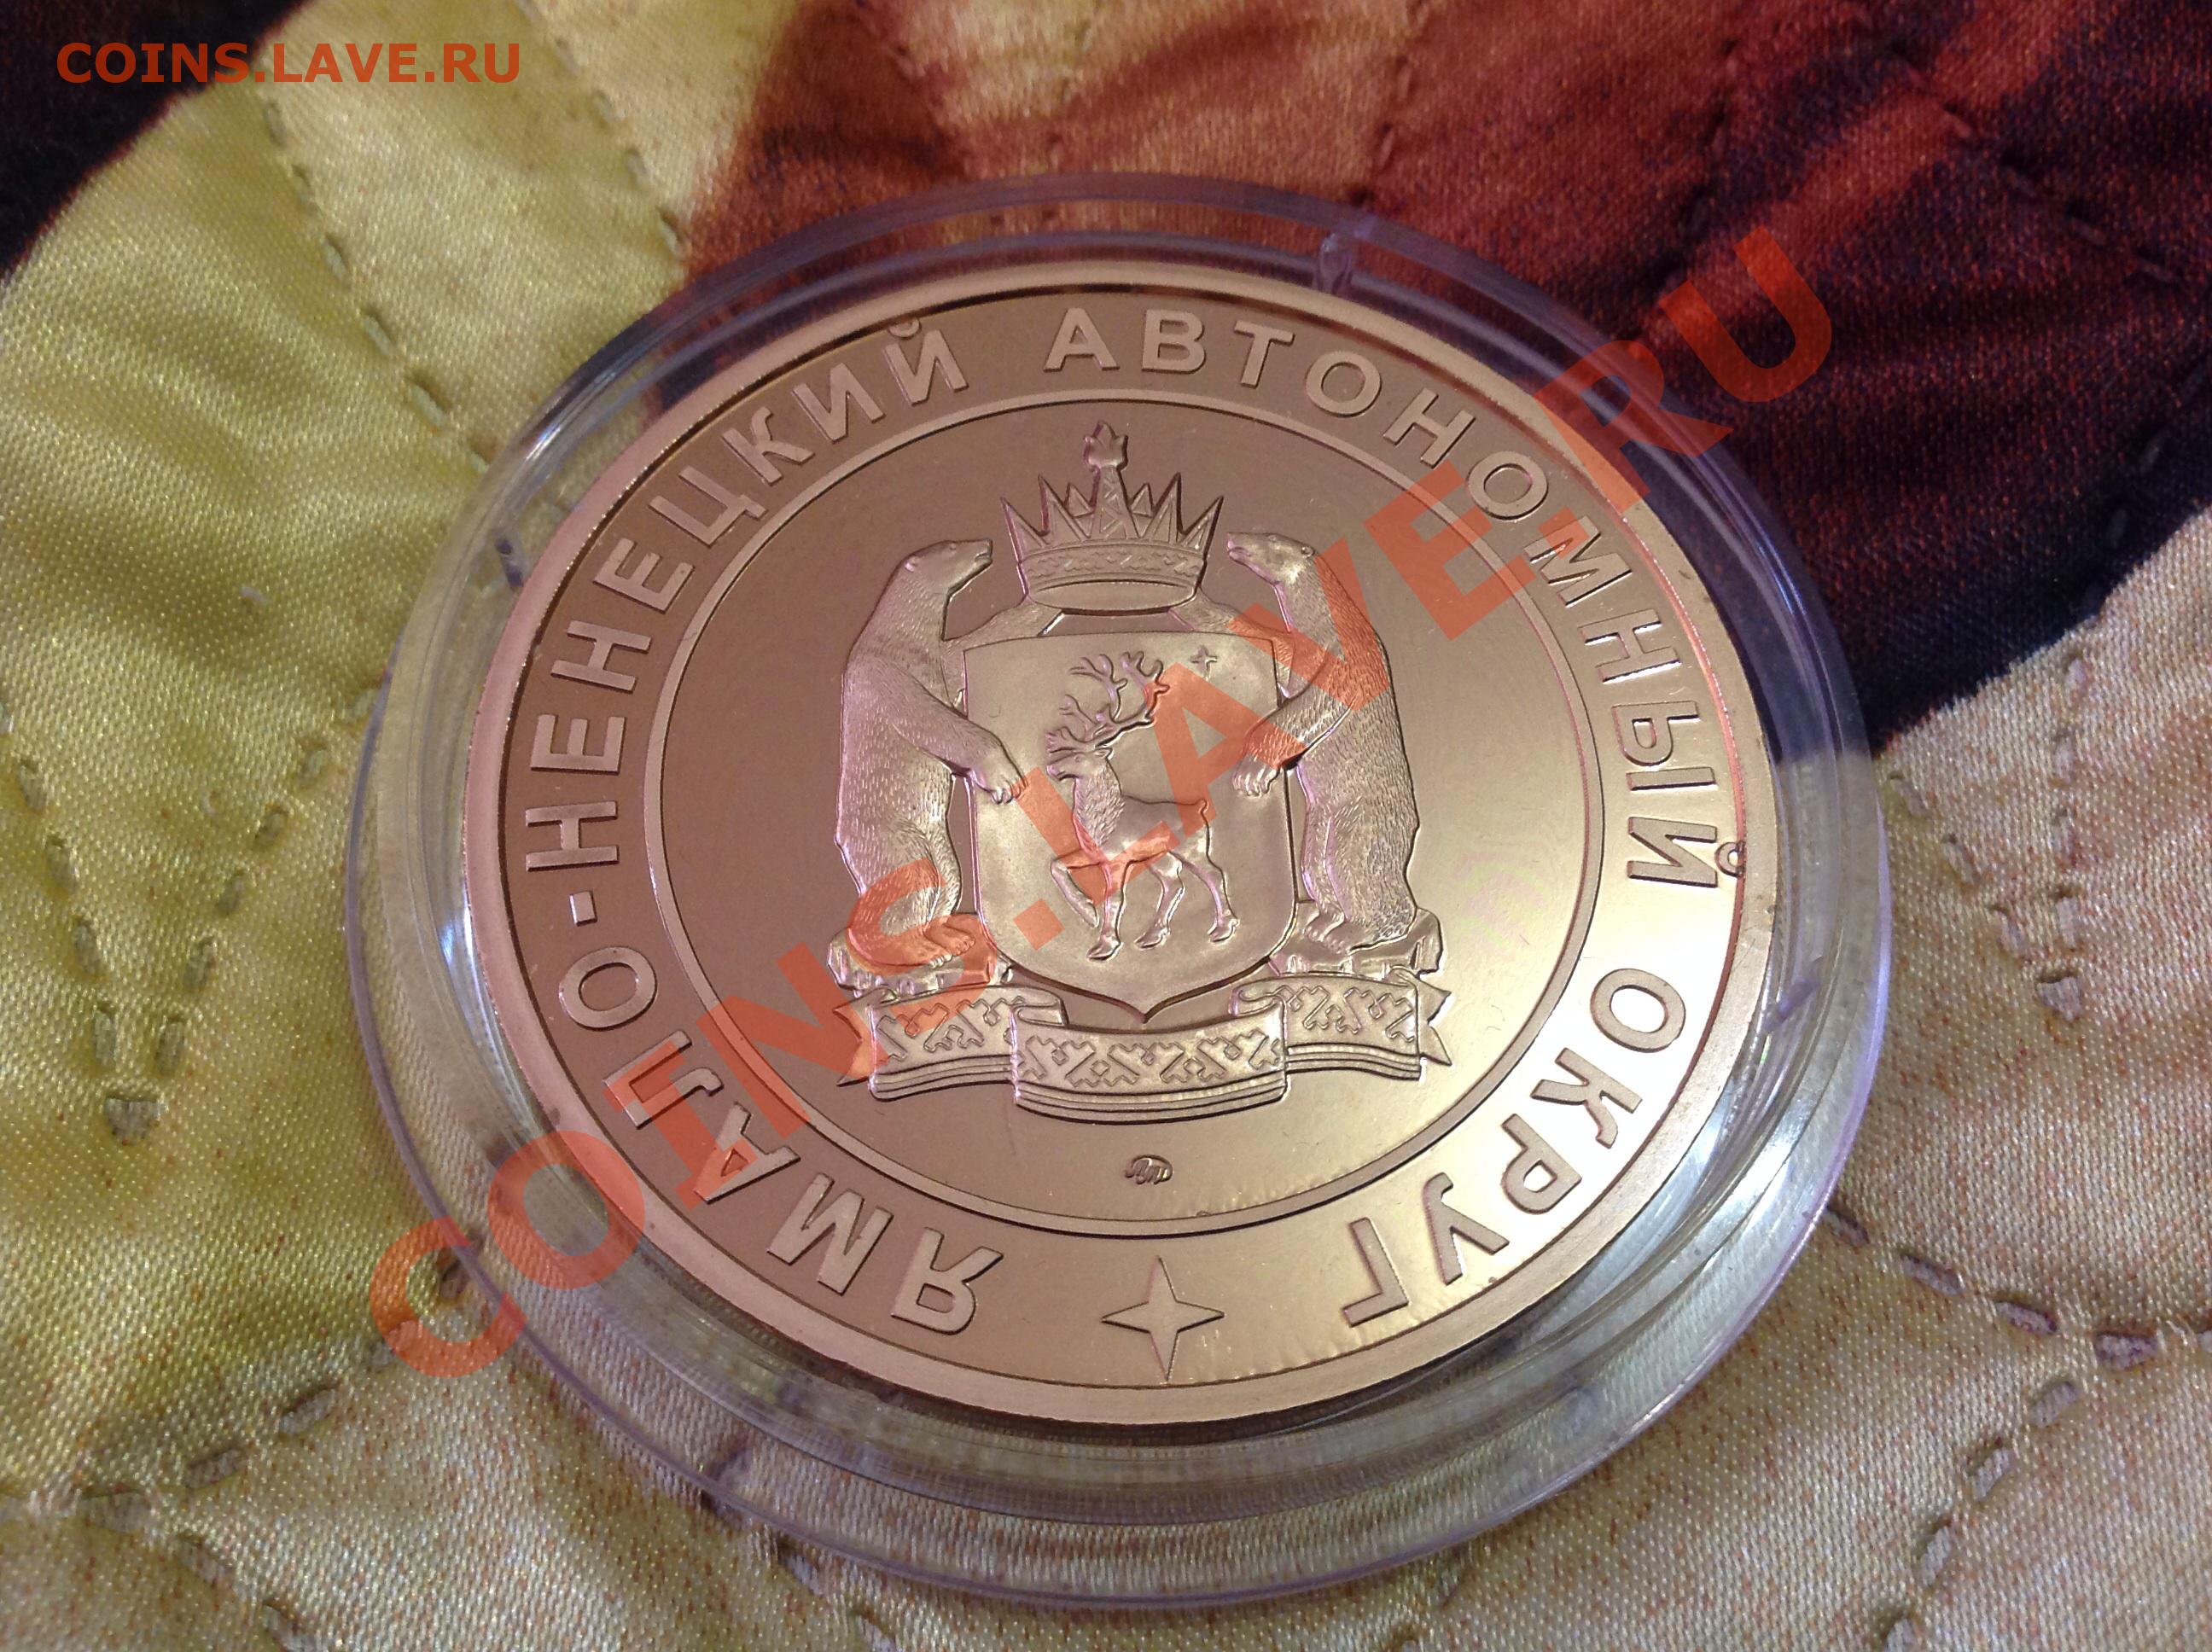 COINS.LAVE.RU
ЯМАЛО-НЕНЕЦКИЙ АВТОНОМНЫЙ ОКРУГ
COINS.LAVE.RU